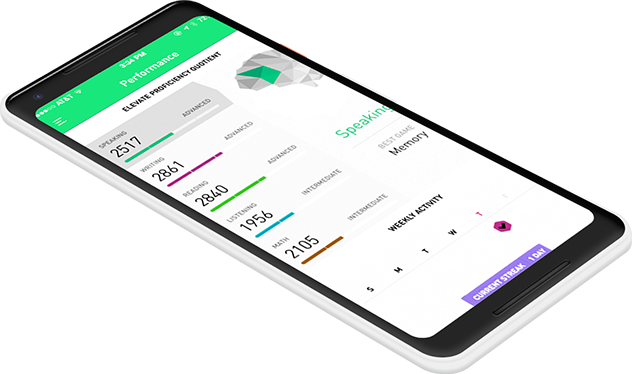 AT&T
3:34 PM
72
Performance
ELEVATE PROFICIENCY QUOTIENT
SPEAKING
2517 ADVANCED
WRITING
2861 ADVANCED
READING
2840 ADVANCED
LISTENING
1956 INTERMEDIATE
MATH
2105 INTERMEDIATE
Speaking
BEST GAME
Memory
WEEKLY ACTIVITY
S M T W T F
CURRENT STREAK 1 DAY